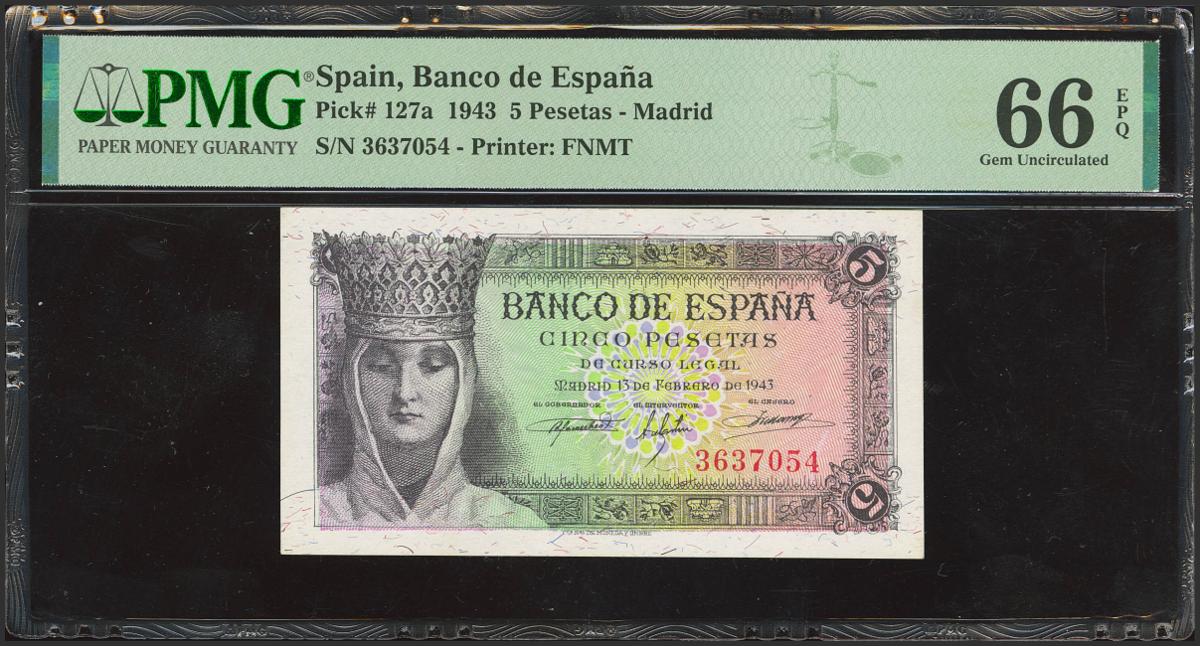 PMG®
PAPER MONEY GUARANTY
Spain, Banco de España
Pick# 127a 1943 5 Pesetas - Madrid
S/N 3637054 - Printer: FNMT
66 EPQ
Gem Uncirculated
5
BANCO DE ESPAÑA
CINCO PESETAS
DE CURSO LEGAL
MADRID 13 DE FEBRERO DE 1943
EL GOBERNADOR EL INTERVENTOR EL CAJERO
3637054
5